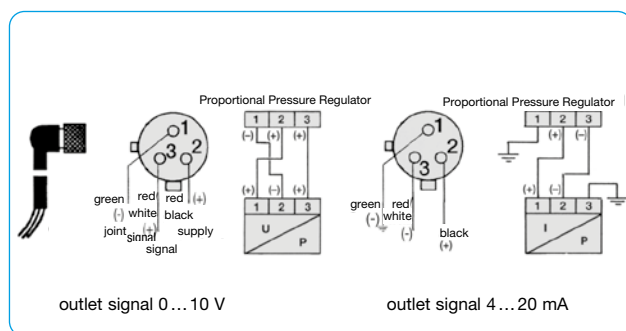 Proportional Pressure Regulator
1 2 3
(-) (+) (+)
1
3 2
green
(-)
joint
red/
white
(+)
signal
red
black
signal
(+)
supply
(+) (-) (+)
1 2 3
U
P
outlet signal 0...10 V
Proportional Pressure Regulator
1 2 3
(+) (-)
1
3 2
green
(-)
red/
white
(-)
black
(+)
(+) (-)
1 2 3
I
P
outlet signal 4...20 mA